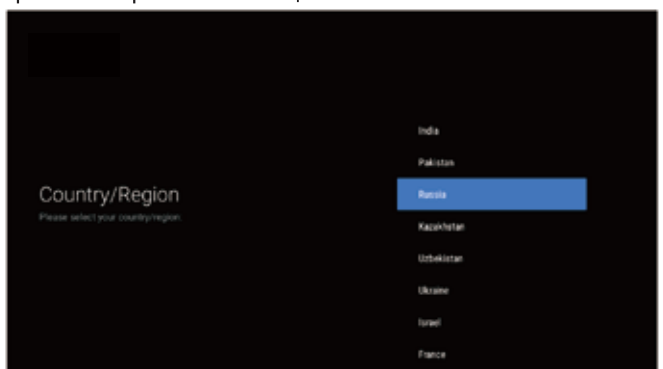 Country/Region
Please select your country/region
India
Pakistan
Russia
Kazakhstan
Uzbekistan
Ukraine
Israel
France